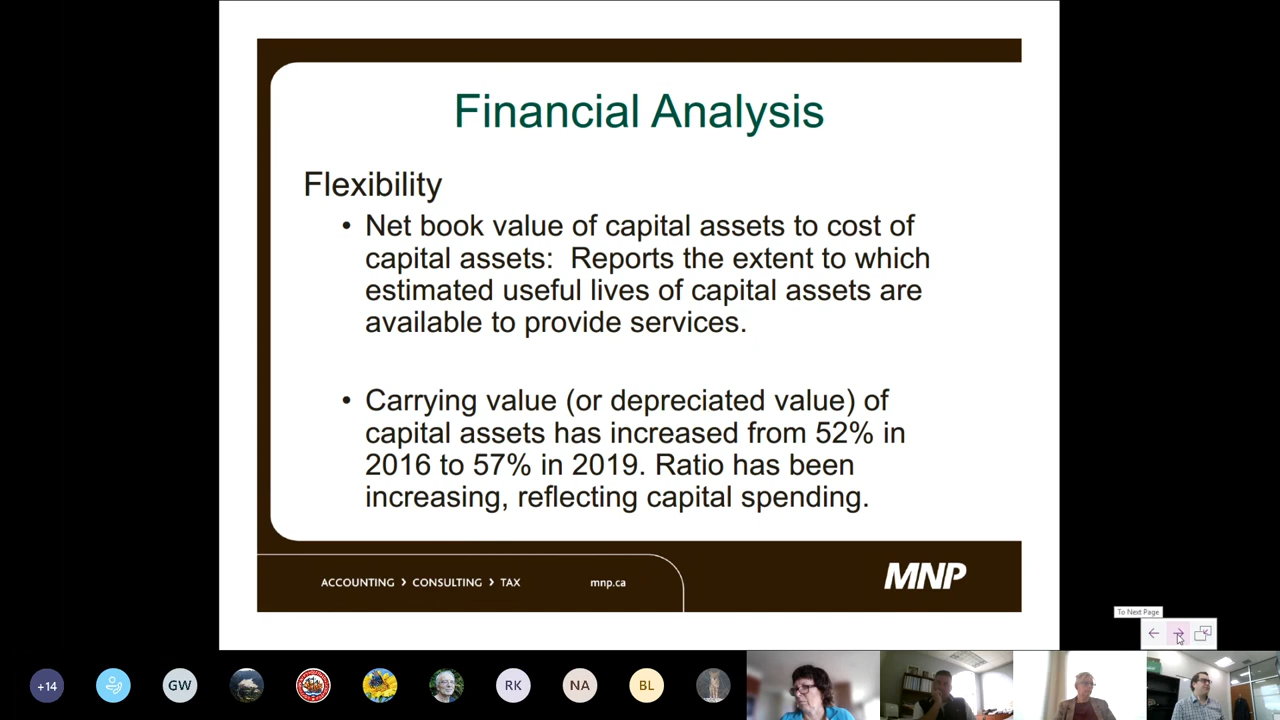 Financial Analysis
Flexibility
• Net book value of capital assets to cost of
capital assets:  Reports the extent to which
estimated useful lives of capital assets are
available to provide services.
• Carrying value (or depreciated value) of
capital assets has increased from 52% in
2016 to 57% in 2019. Ratio has been
increasing, reflecting capital spending.
ACCOUNTING › CONSULTING › TAX
mnp.ca
MNP
To Next Page
+14
GW
RK
NA
BL